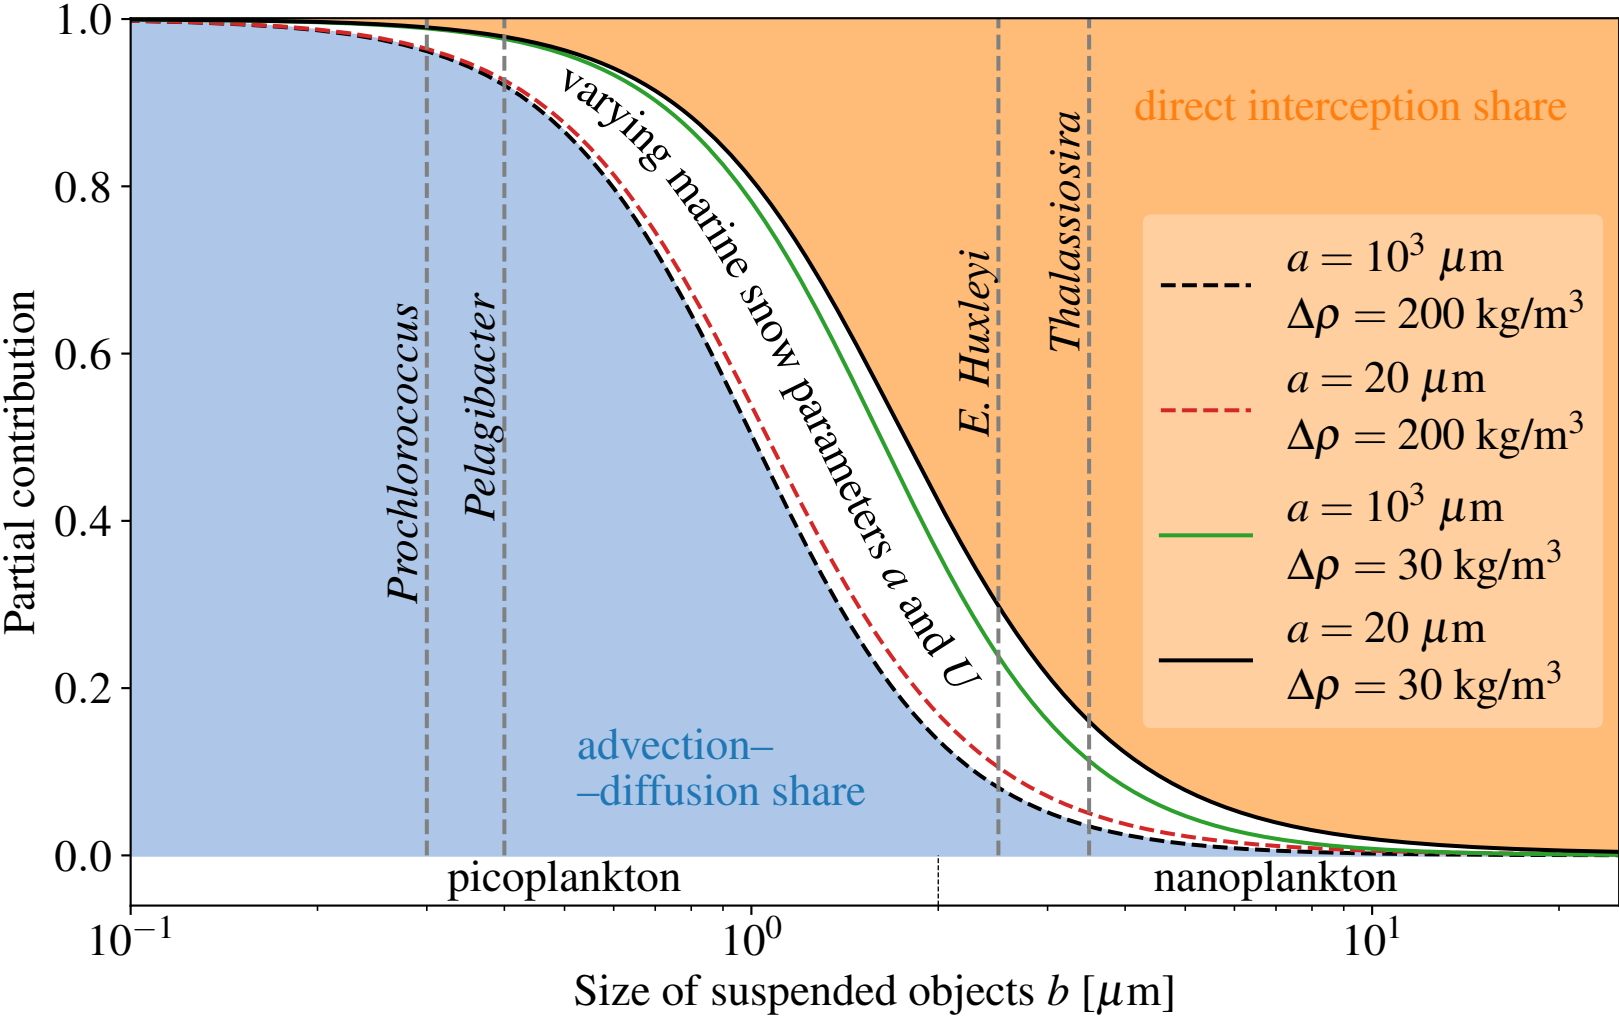 1.0
0.8
0.6
0.4
0.2
0.0
Partial contribution
varying marine snow parameters a and U
direct interception share
advection–
–diffusion share
Prochlorococcus
Pelagibacter
E. Huxleyi
Thalassiosira
a = 10³ μm
Δρ = 200 kg/m³
a = 20 μm
Δρ = 200 kg/m³
a = 10³ μm
Δρ = 30 kg/m³
a = 20 μm
Δρ = 30 kg/m³
picoplankton
nanoplankton
10⁻¹
10⁰
10¹
Size of suspended objects b [μm]